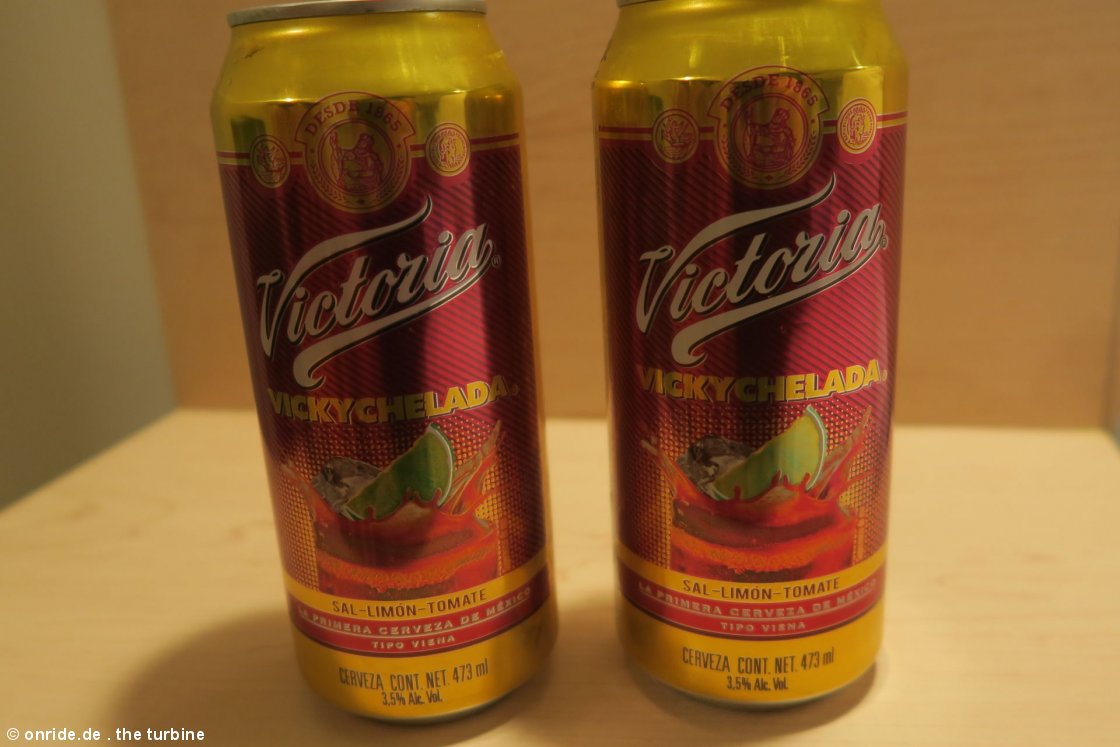 DESDE 1865
Victoria
VICKYCHELADA
SAL-LIMÓN-TOMATE
LA PRIMERA CERVEZA DE MÉXICO
TIPO VIENA
CERVEZA CONT. NET. 473 ml
3,5% Alc. Vol.
DESDE 1865
Victoria
VICKYCHELADA
SAL-LIMÓN-TOMATE
LA PRIMERA CERVEZA DE MÉXICO
TIPO VIENA
CERVEZA CONT. NET. 473 ml
3,5% Alc. Vol.
© onride.de . the turbine